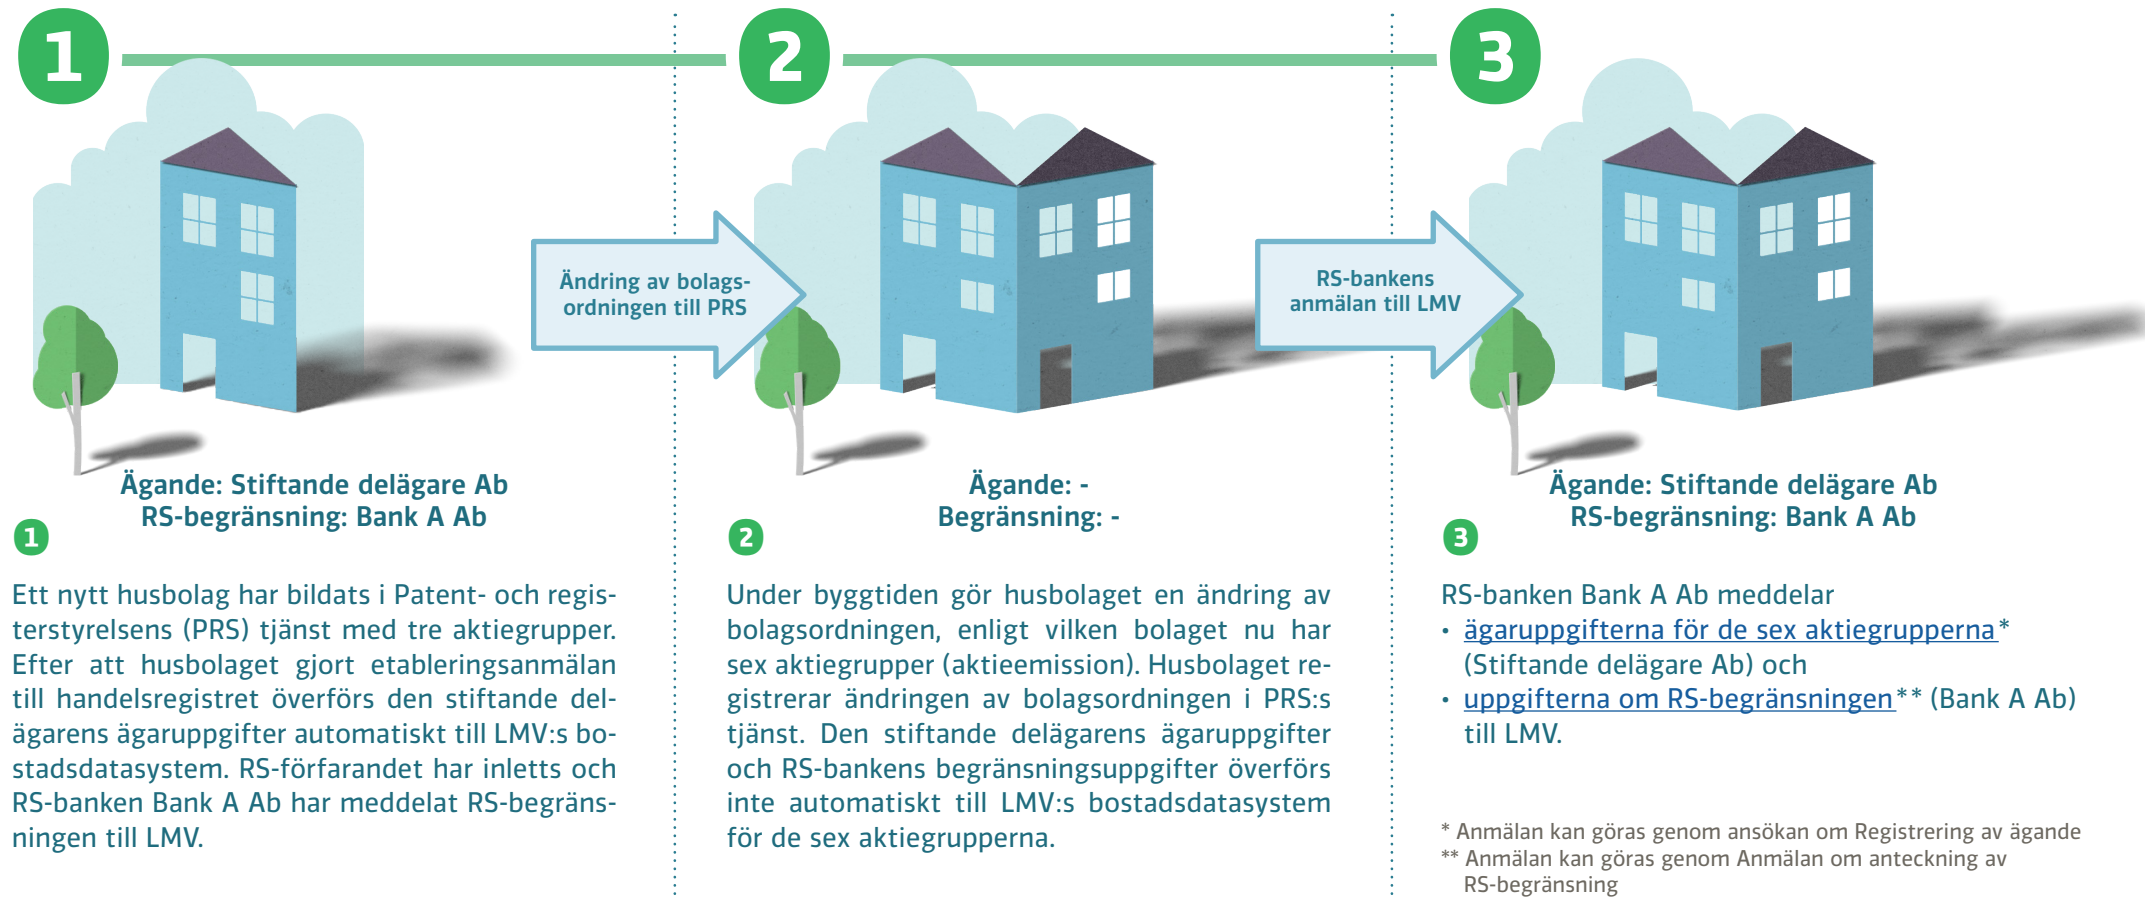 1
2
3
Ändring av bolags-
ordningen till PRS
RS-bankens
anmälan till LMV
Ägande: Stiftande delägare Ab
RS-begränsning: Bank A Ab
1
Ett nytt husbolag har bildats i Patent- och regis-
terstyrelsens (PRS) tjänst med tre aktiegrupper.
Efter att husbolaget gjort etableringsanmälan
till handelsregistret överförs den stiftande del-
ägarens ägaruppgifter automatiskt till LMV:s bo-
stadsdatasystem. RS-förfarandet har inletts och
RS-banken Bank A Ab har meddelat RS-begräns-
ningen till LMV.
Ägande: -
Begränsning: -
2
Under byggtiden gör husbolaget en ändring av
bolagsordningen, enligt vilken bolaget nu har
sex aktiegrupper (aktieemission). Husbolaget re-
gistrerar ändringen av bolagsordningen i PRS:s
tjänst. Den stiftande delägarens ägaruppgifter
och RS-bankens begränsningsuppgifter överförs
inte automatiskt till LMV:s bostadsdatasystem
för de sex aktiegrupperna.
Ägande: Stiftande delägare Ab
RS-begränsning: Bank A Ab
3
RS-banken Bank A Ab meddelar
• ägaruppgifterna för de sex aktiegrupperna*
(Stiftande delägare Ab) och
• uppgifterna om RS-begränsningen** (Bank A Ab)
till LMV.
* Anmälan kan göras genom ansökan om Registrering av ägande
** Anmälan kan göras genom Anmälan om anteckning av
RS-begränsning